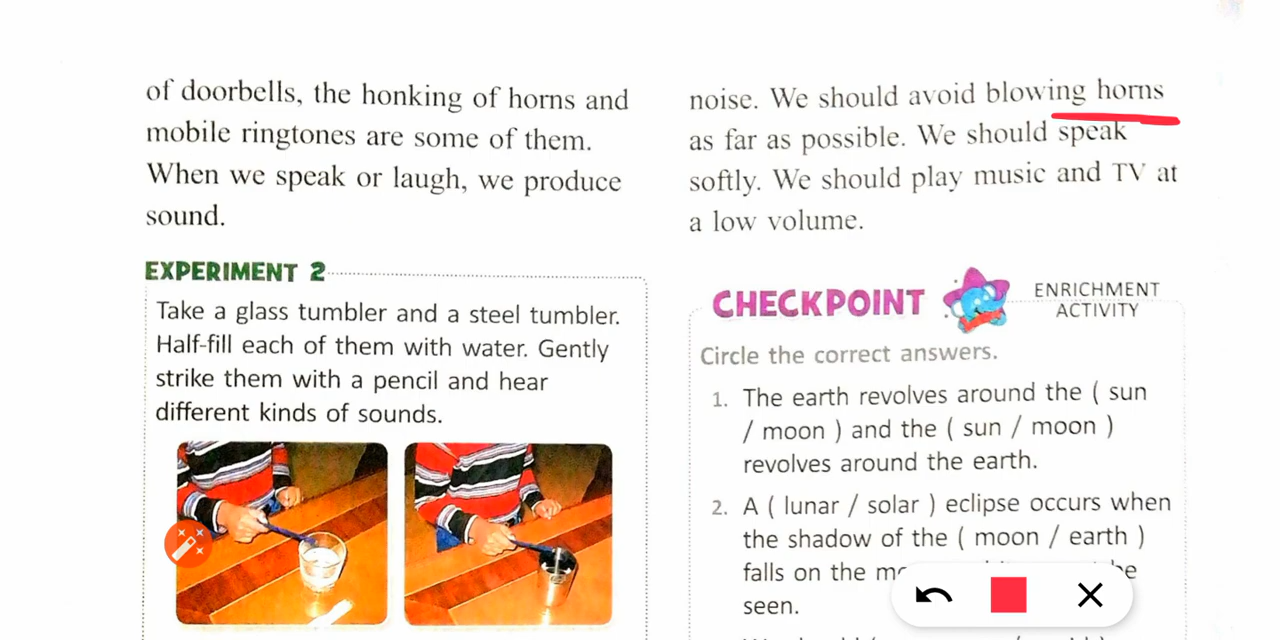 of doorbells, the honking of horns and
mobile ringtones are some of them.
When we speak or laugh, we produce
sound.
EXPERIMENT 2
Take a glass tumbler and a steel tumbler.
Half-fill each of them with water. Gently
strike them with a pencil and hear
different kinds of sounds.
noise. We should avoid blowing horns
as far as possible. We should speak
softly. We should play music and TV at
a low volume.
CHECKPOINT
ENRICHMENT
ACTIVITY
Circle the correct answers.
1. The earth revolves around the ( sun
/ moon ) and the ( sun / moon )
revolves around the earth.
2. A ( lunar / solar ) eclipse occurs when
the shadow of the ( moon / earth )
falls on the
seen.